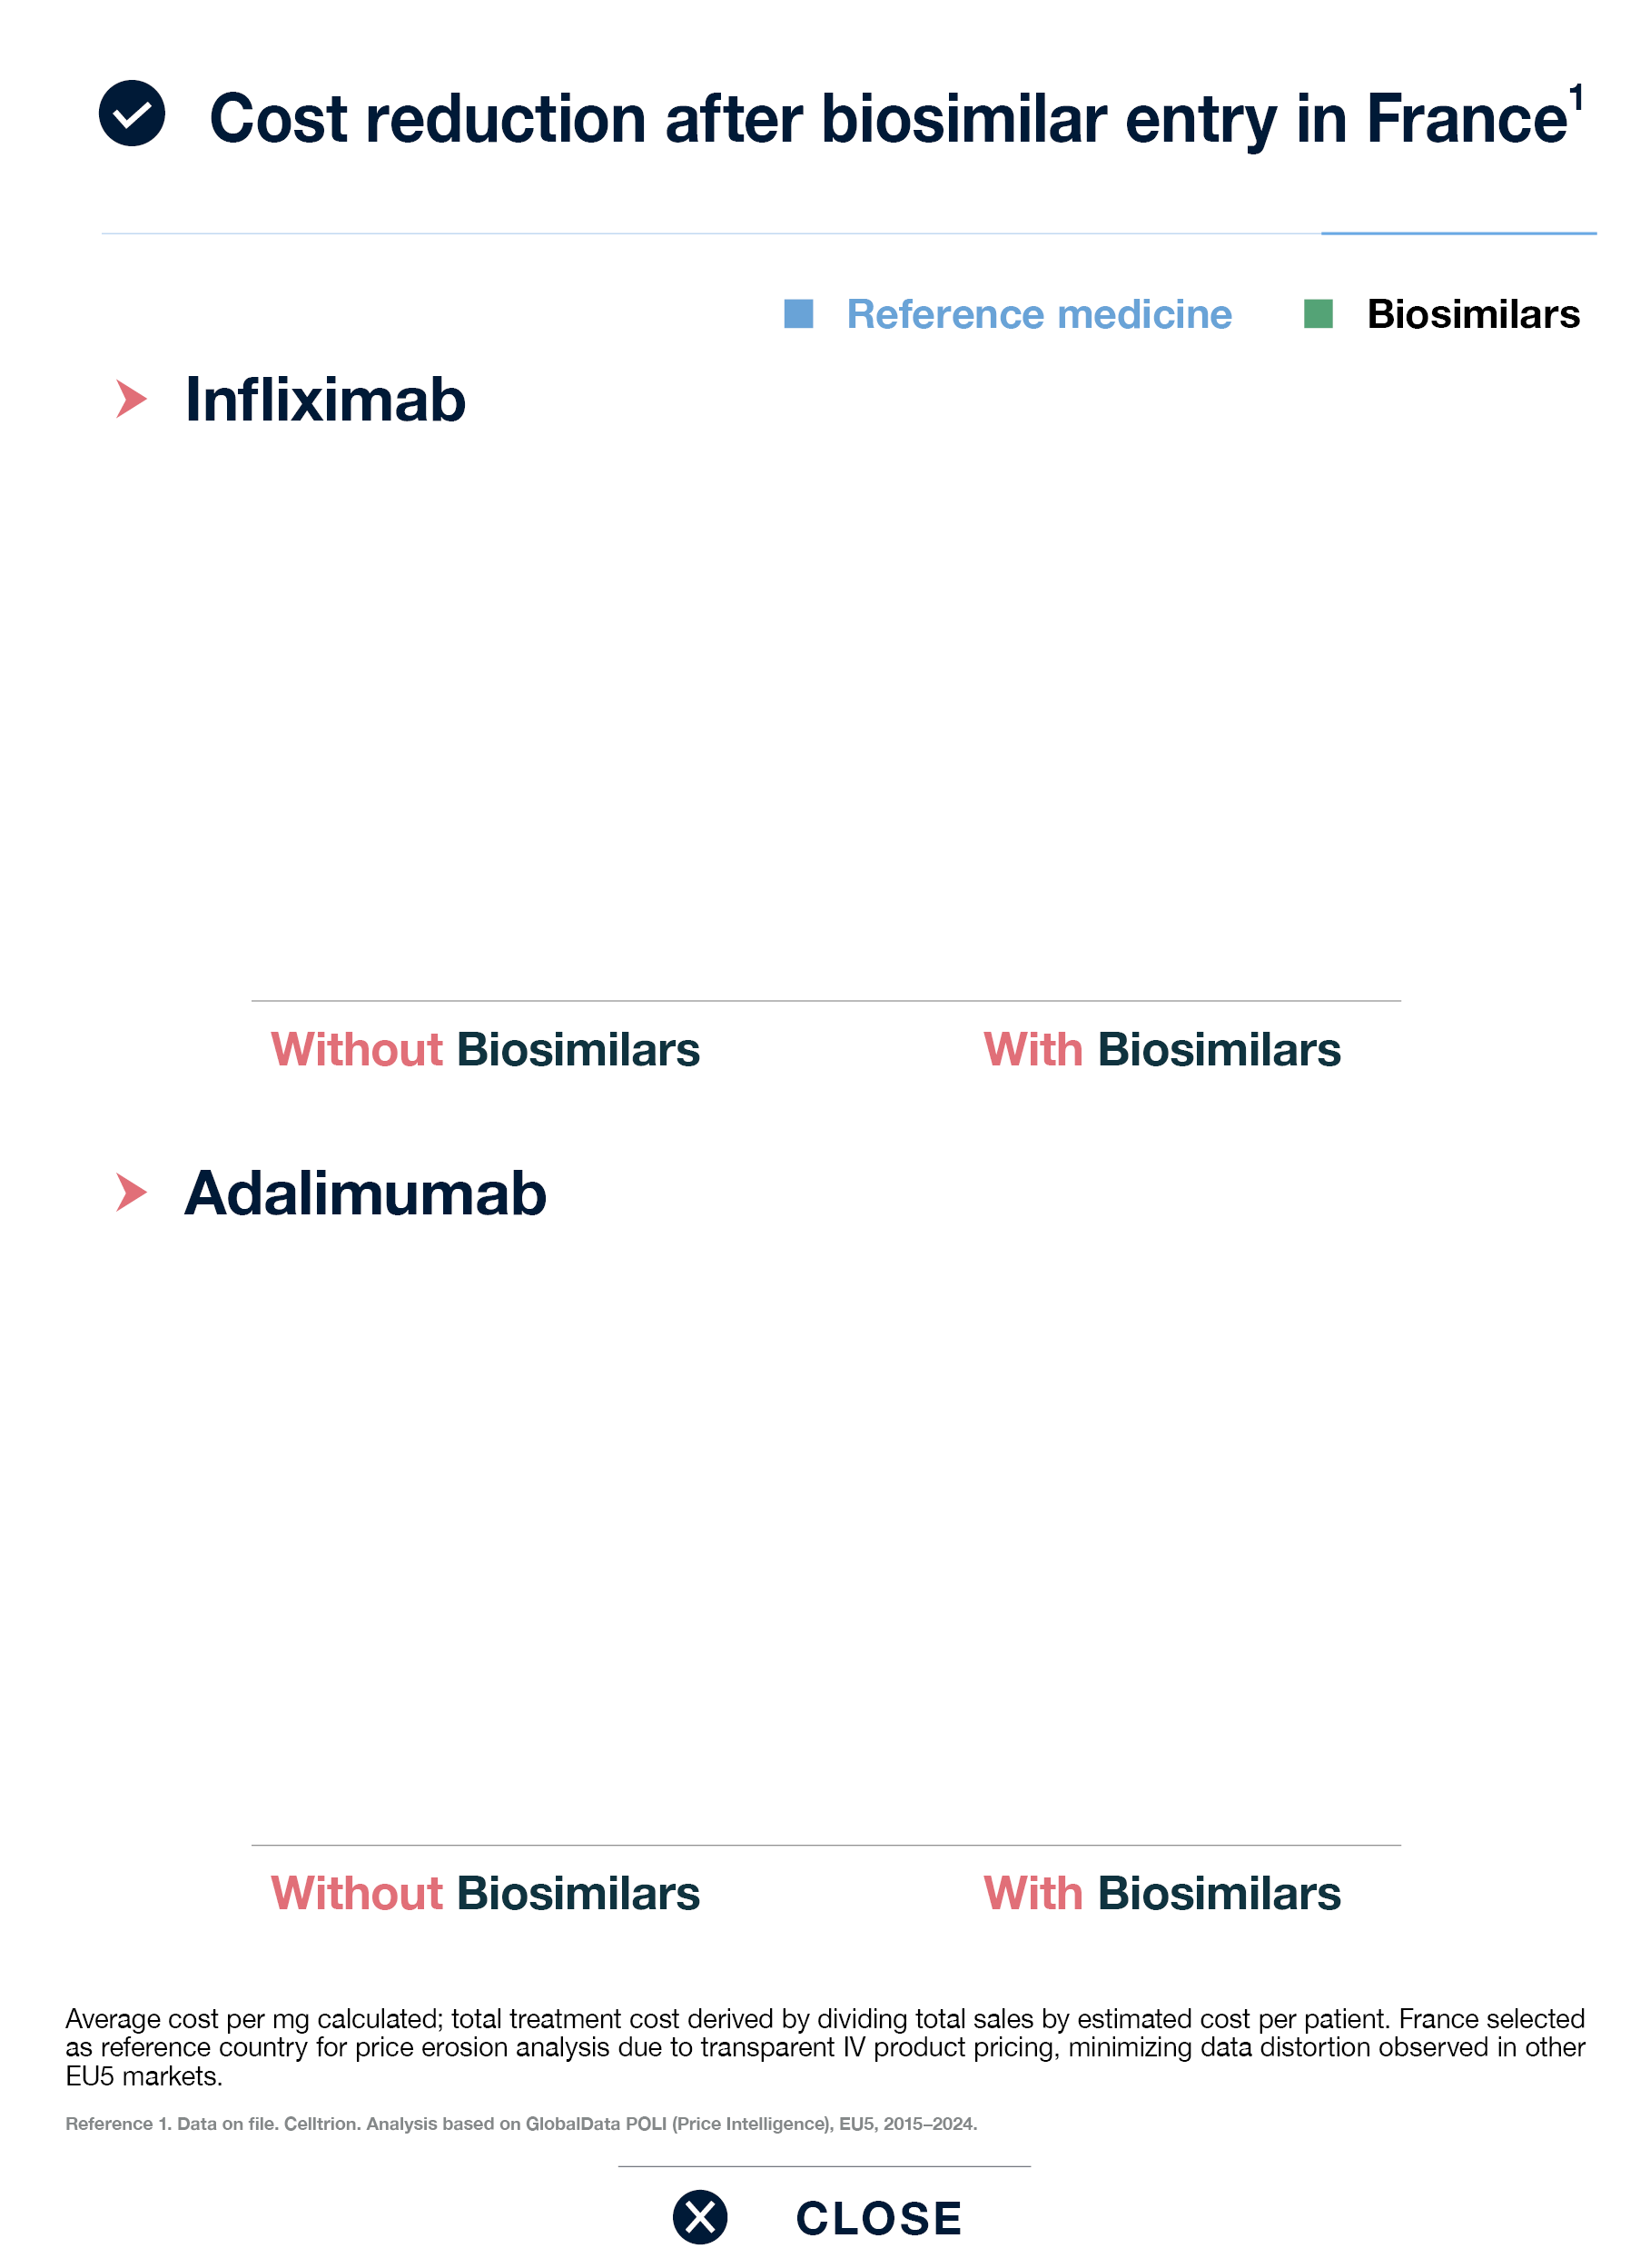 Cost reduction after biosimilar entry in France¹
Reference medicine Biosimilars
Infliximab
Without Biosimilars With Biosimilars
Adalimumab
Without Biosimilars With Biosimilars
Average cost per mg calculated; total treatment cost derived by dividing total sales by estimated cost per patient. France selected
as reference country for price erosion analysis due to transparent IV product pricing, minimizing data distortion observed in other
EU5 markets.
Reference 1. Data on file. Celltrion. Analysis based on GlobalData POLI (Price Intelligence), EU5, 2015–2024.
CLOSE